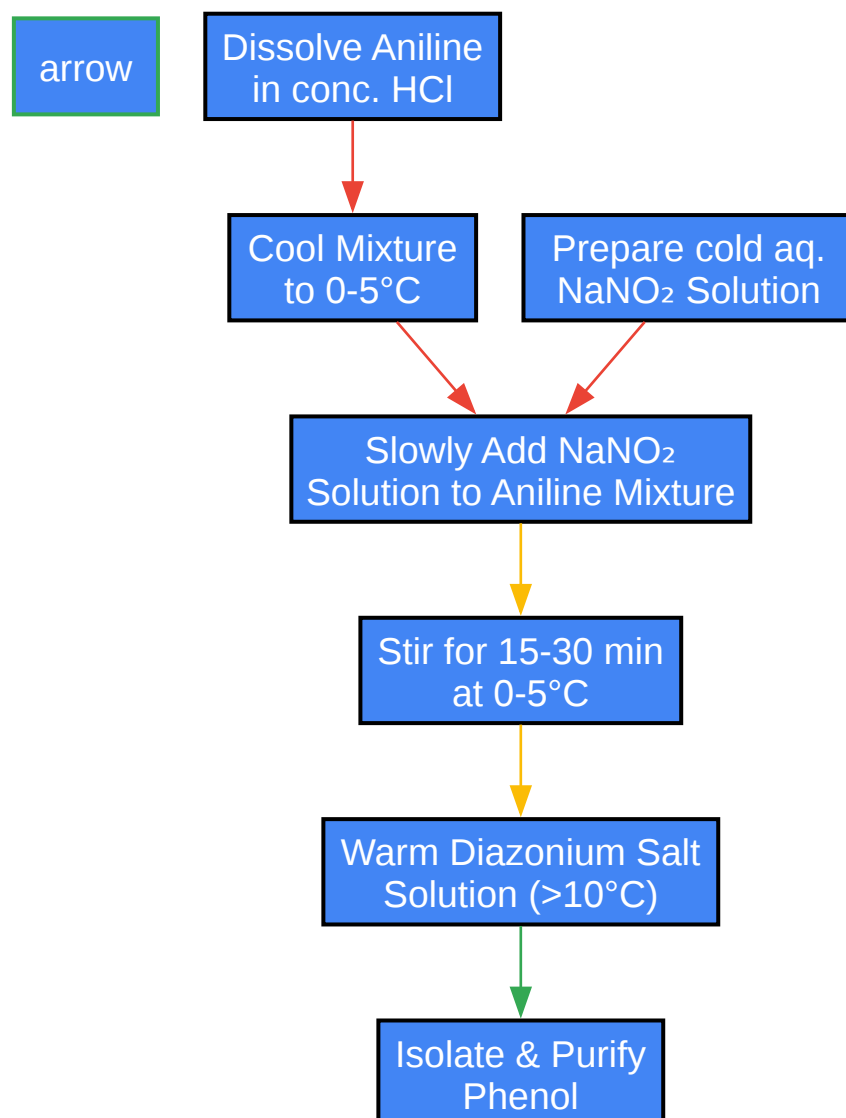 arrow
Dissolve Aniline
in conc. HCl
Cool Mixture
to 0-5°C
Prepare cold aq.
NaNO₂ Solution
Slowly Add NaNO₂
Solution to Aniline Mixture
Stir for 15-30 min
at 0-5°C
Warm Diazonium Salt
Solution (>10°C)
Isolate & Purify
Phenol